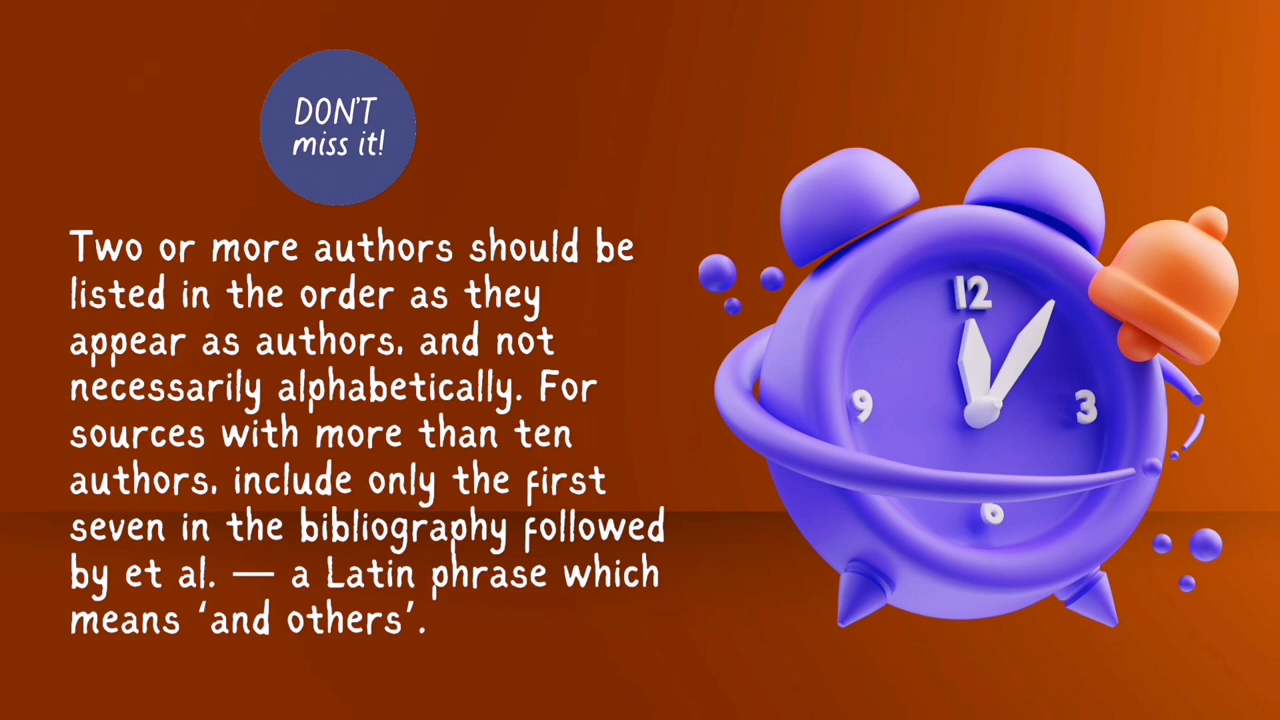 DON'T
miss it!
Two or more authors should be
listed in the order as they
appear as authors, and not
necessarily alphabetically. For
sources with more than ten
authors, include only the first
seven in the bibliography followed
by et al. — a Latin phrase which
means ‘and others’.
12
9
3
6